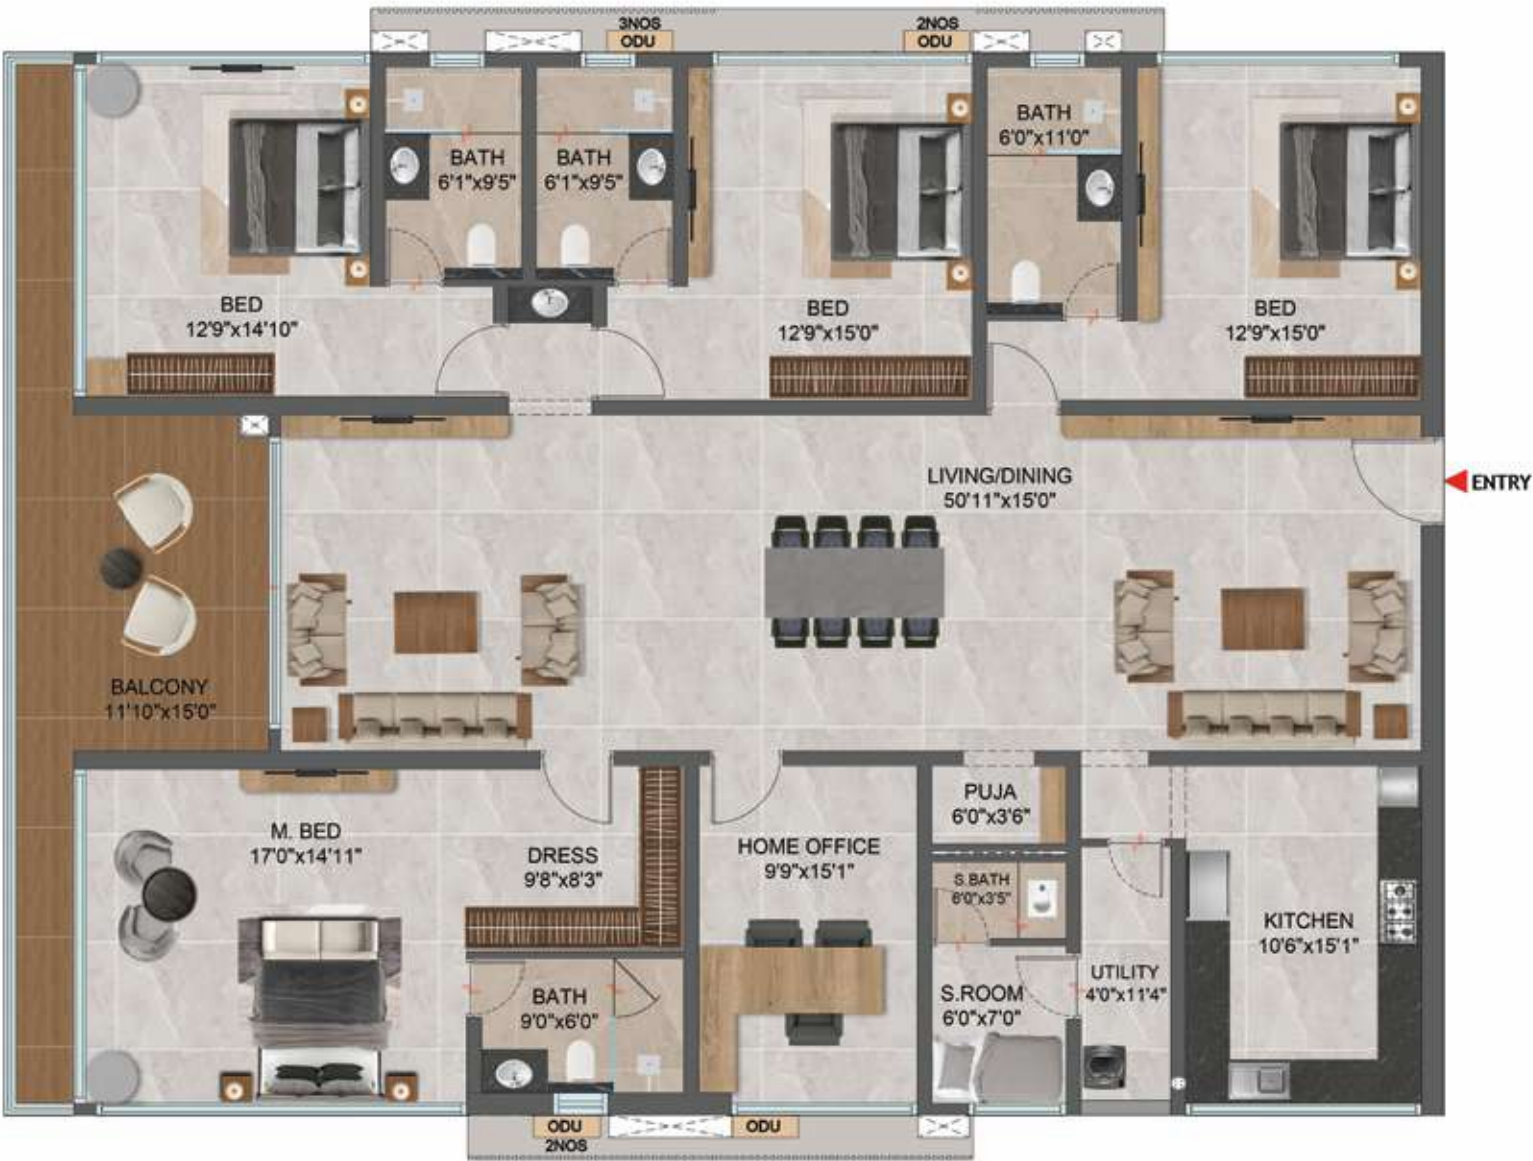 3NOS
ODU
2NOS
ODU
BATH
6'1"x9'5"
BATH
6'1"x9'5"
BATH
6'0"x11'0"
BED
12'9"x14'10"
BED
12'9"x15'0"
BED
12'9"x15'0"
LIVING/DINING
50'11"x15'0"
ENTRY
BALCONY
11'10"x15'0"
M. BED
17'0"x14'11"
DRESS
9'8"x8'3"
HOME OFFICE
9'9"x15'1"
PUJA
6'0"x3'6"
S.BATH
6'0"x3'5"
KITCHEN
10'6"x15'1"
BATH
9'0"x6'0"
S.ROOM
6'0"x7'0"
UTILITY
4'0"x11'4"
ODU
2NOS
ODU